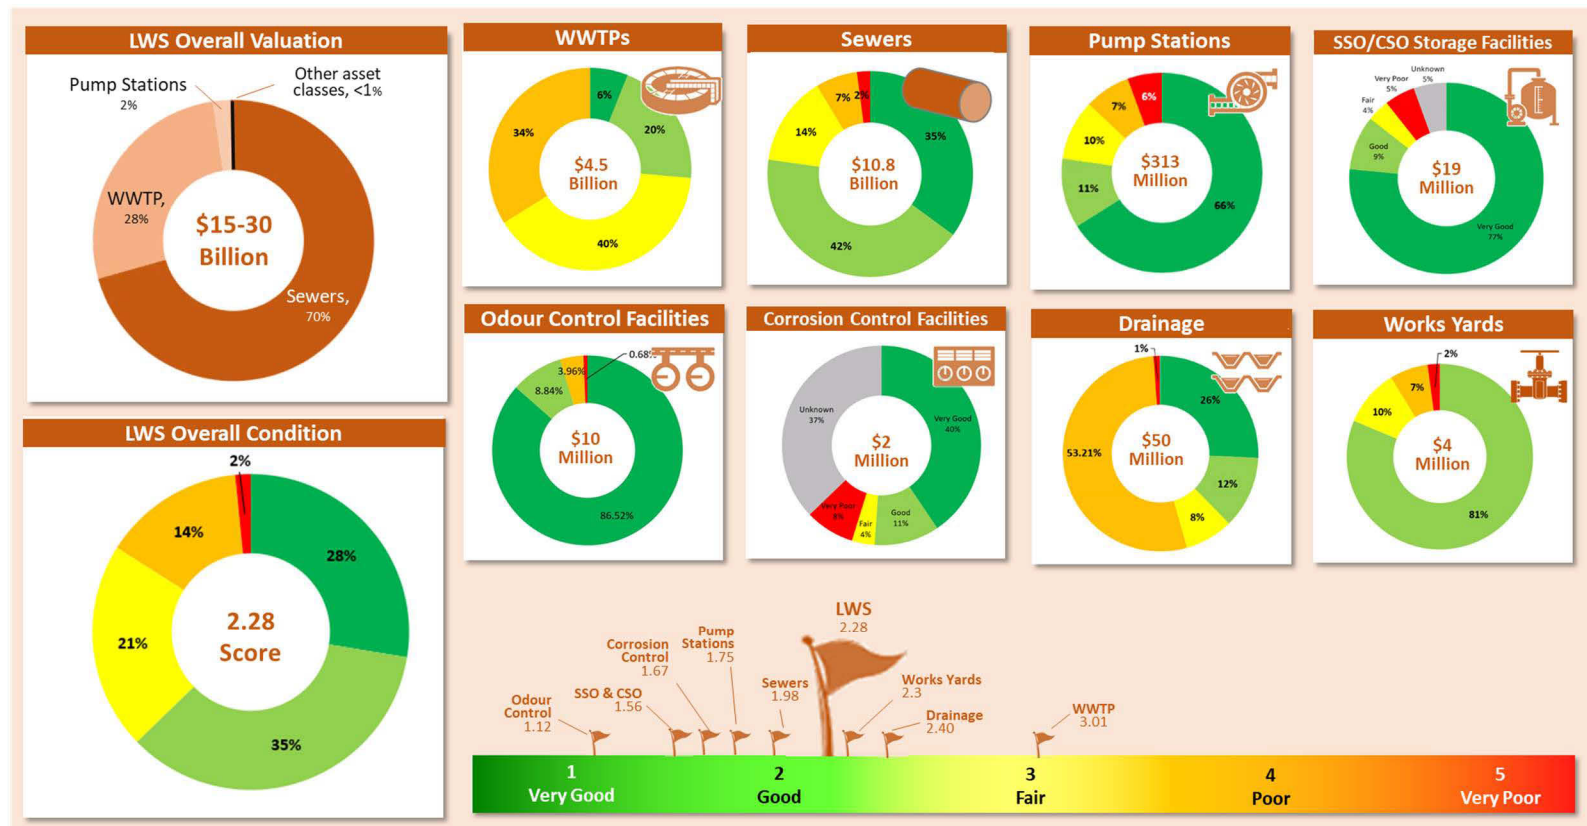 LWS Overall Valuation
Pump Stations
2%
Other asset
classes, <1%
WWTP,
28%
$15-30
Billion
Sewers,
70%
WWTPs
6%
20%
34%
$4.5
Billion
40%
Sewers
7%
2%
35%
14%
$10.8
Billion
42%
Pump Stations
6%
7%
10%
$313
Million
11%
66%
SSO/CSO Storage Facilities
Unknown
5%
Very Poor
5%
Fair
4%
Good
9%
$19
Million
Very Good
77%
LWS Overall Condition
2%
14%
28%
21%
2.28
Score
35%
Odour Control Facilities
0.68%
3.96%
8.84%
$10
Million
86.52%
Corrosion Control Facilities
Unknown
37%
Very Good
40%
$2
Million
Very Poor
8%
Fair
4%
Good
11%
Drainage
1%
26%
53.21%
$50
Million
12%
8%
Works Yards
2%
7%
10%
$4
Million
81%
LWS
2.28
Odour
Control
1.12
SSO & CSO
1.56
Corrosion
Control
1.67
Pump
Stations
1.75
Sewers
1.98
Works Yards
2.3
Drainage
2.40
WWTP
3.01
1
Very Good
2
Good
3
Fair
4
Poor
5
Very Poor